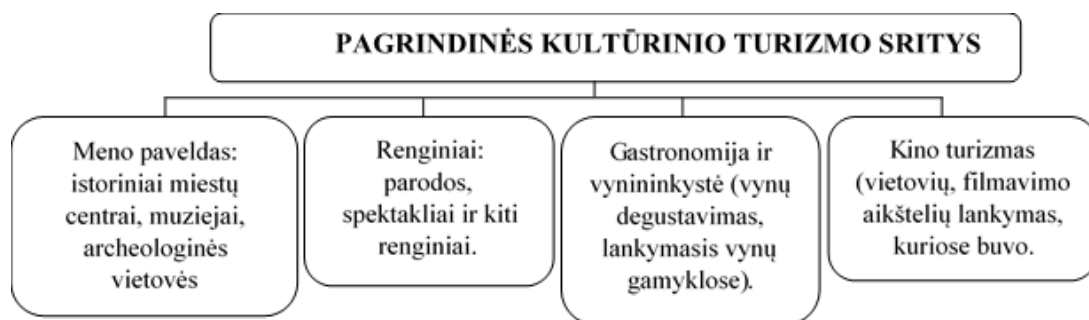 PAGRINDINĖS KULTŪRINIO TURIZMO SRITYS
Meno paveldas:
istoriniai miestų
centrai, muziejai,
archeologinės
vietovės
Renginiai:
parodos,
spektakliai ir kiti
renginiai.
Gastronomija ir
vynininkystė (vynų
degustavimas,
lankymasis vynų
gamyklose).
Kino turizmas
(vietovių, filmavimo
aikštelių lankymas,
kuriose buvo.